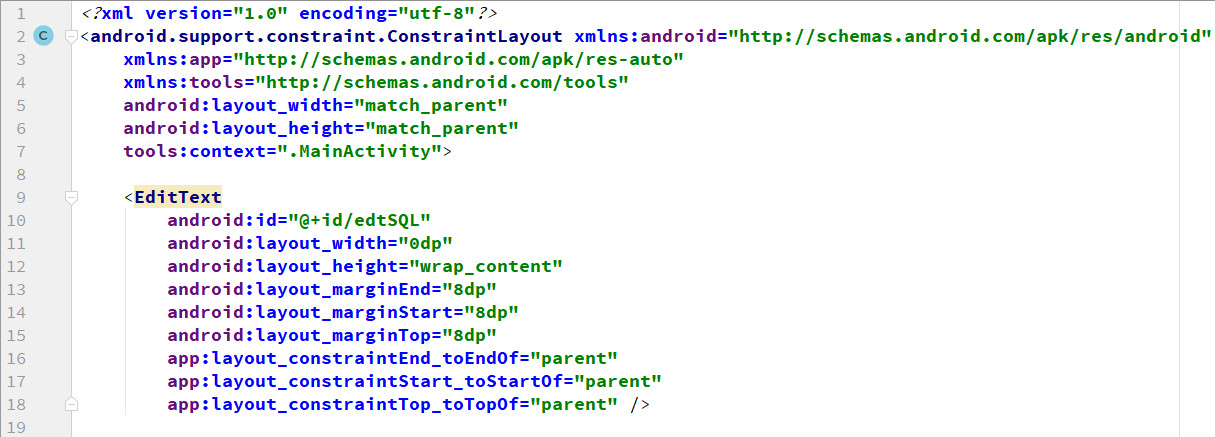 1 <?xml version="1.0" encoding="utf-8"?>
2 C <android.support.constraint.ConstraintLayout xmlns:android="http://schemas.android.com/apk/res/android"
3 xmlns:app="http://schemas.android.com/apk/res-auto"
4 xmlns:tools="http://schemas.android.com/tools"
5 android:layout_width="match_parent"
6 android:layout_height="match_parent"
7 tools:context=".MainActivity">
8
9 <EditText
10 android:id="@+id/edtSQL"
11 android:layout_width="0dp"
12 android:layout_height="wrap_content"
13 android:layout_marginEnd="8dp"
14 android:layout_marginStart="8dp"
15 android:layout_marginTop="8dp"
16 app:layout_constraintEnd_toEndOf="parent"
17 app:layout_constraintStart_toStartOf="parent"
18 app:layout_constraintTop_toTopOf="parent" />
19